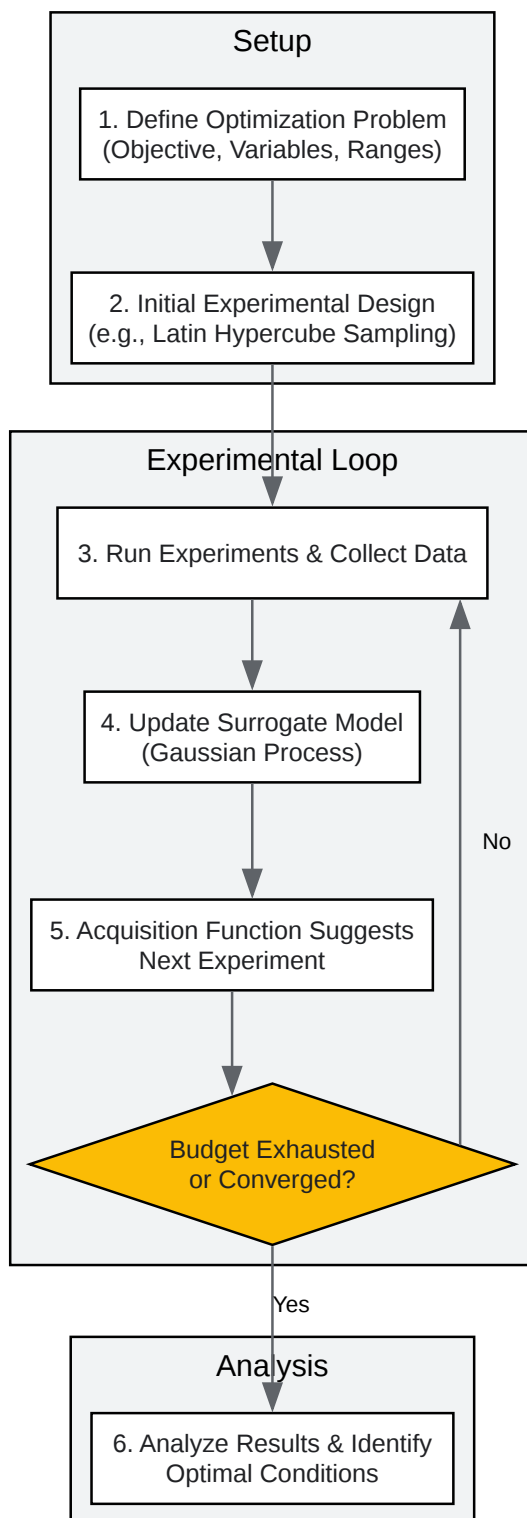 Setup
1. Define Optimization Problem
(Objective, Variables, Ranges)
2. Initial Experimental Design
(e.g., Latin Hypercube Sampling)
Experimental Loop
3. Run Experiments & Collect Data
4. Update Surrogate Model
(Gaussian Process)
No
5. Acquisition Function Suggests
Next Experiment
Budget Exhausted
or Converged?
Yes
Analysis
6. Analyze Results & Identify
Optimal Conditions